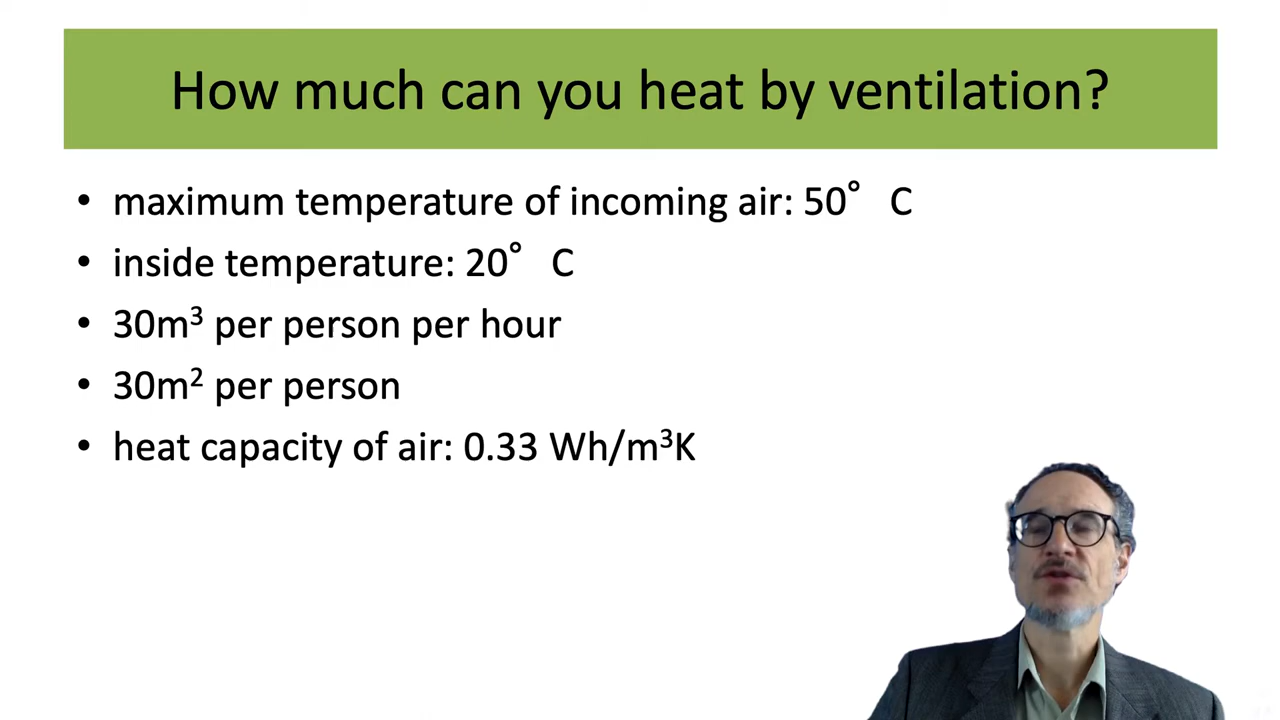 How much can you heat by ventilation?
• maximum temperature of incoming air: 50° C
• inside temperature: 20° C
• 30m³ per person per hour
• 30m² per person
• heat capacity of air: 0.33 Wh/m³K